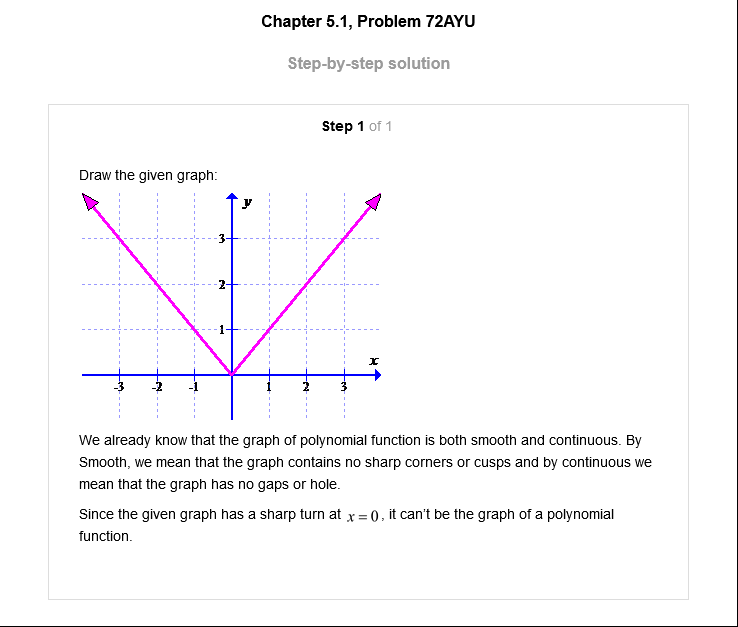 Chapter 5.1, Problem 72AYU
Step-by-step solution
Step 1 of 1
Draw the given graph:
y
3
2
1
x
-3 -2 -1 1 2 3
We already know that the graph of polynomial function is both smooth and continuous. By
Smooth, we mean that the graph contains no sharp corners or cusps and by continuous we
mean that the graph has no gaps or hole.
Since the given graph has a sharp turn at x = 0, it can't be the graph of a polynomial
function.